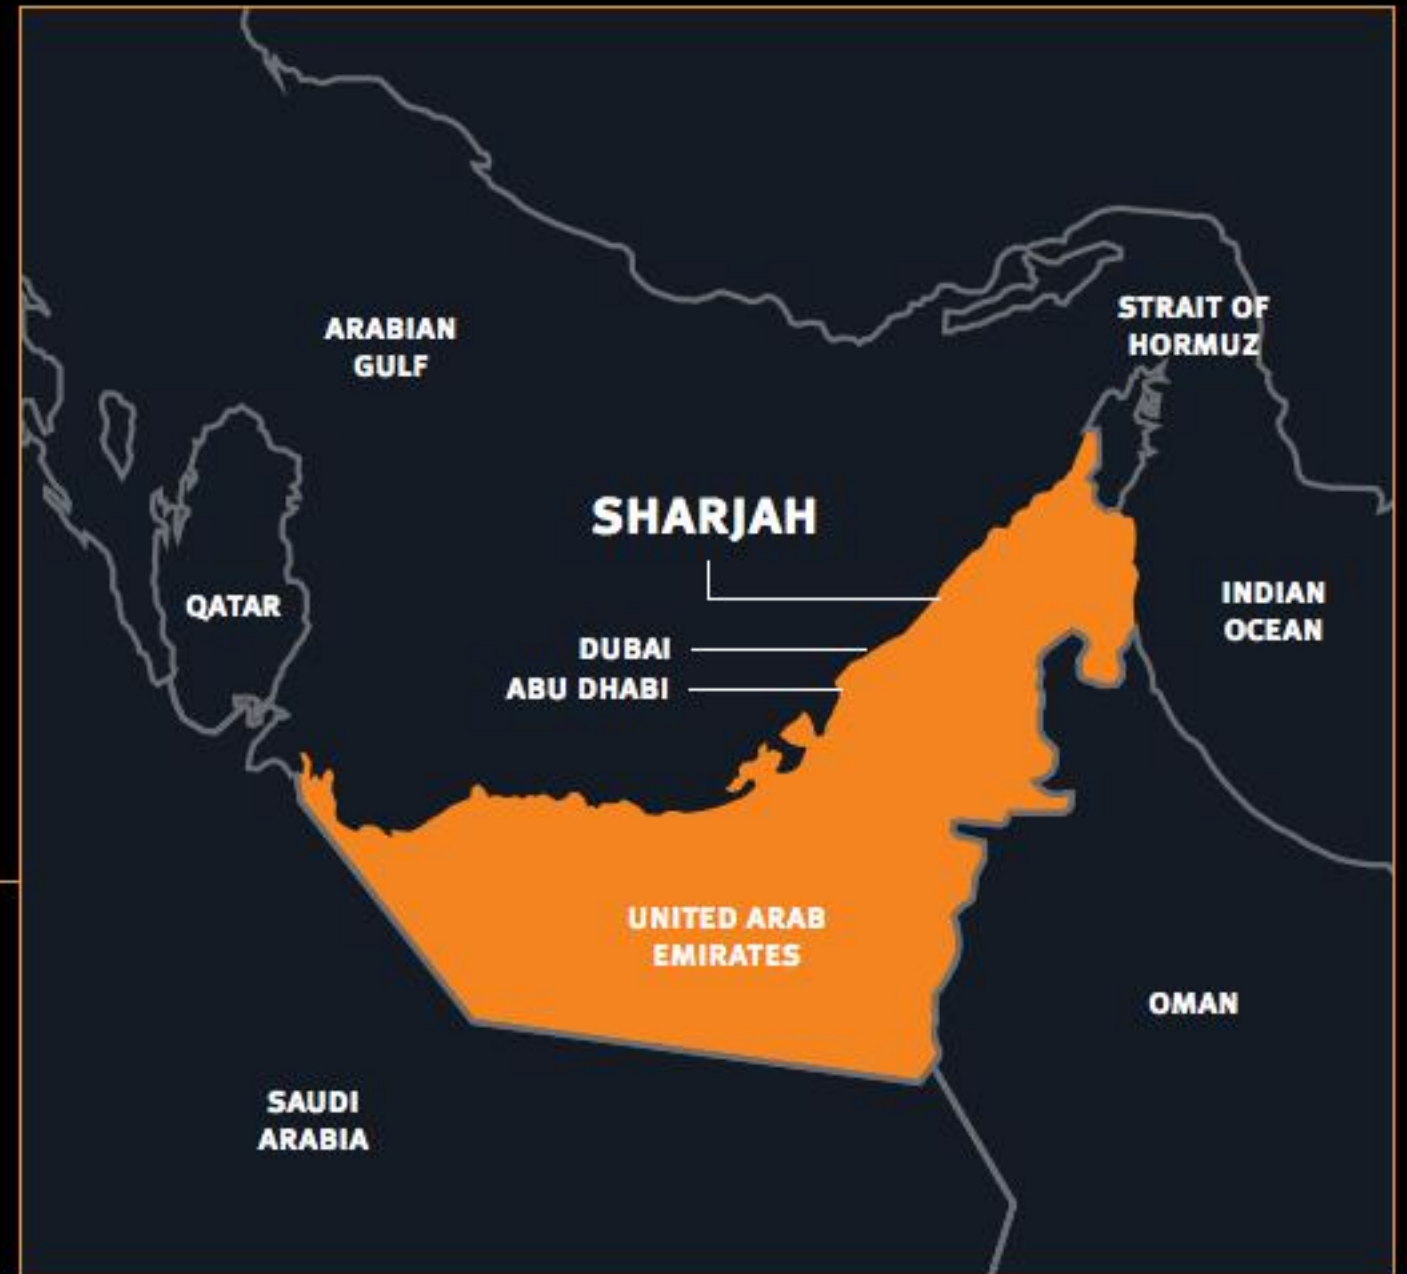 STRAIT OF
HORMUZ
ARABIAN
GULF
SHARJAH
QATAR
INDIAN
OCEAN
DUBAI
ABU DHABI
UNITED ARAB
EMIRATES
OMAN
SAUDI
ARABIA